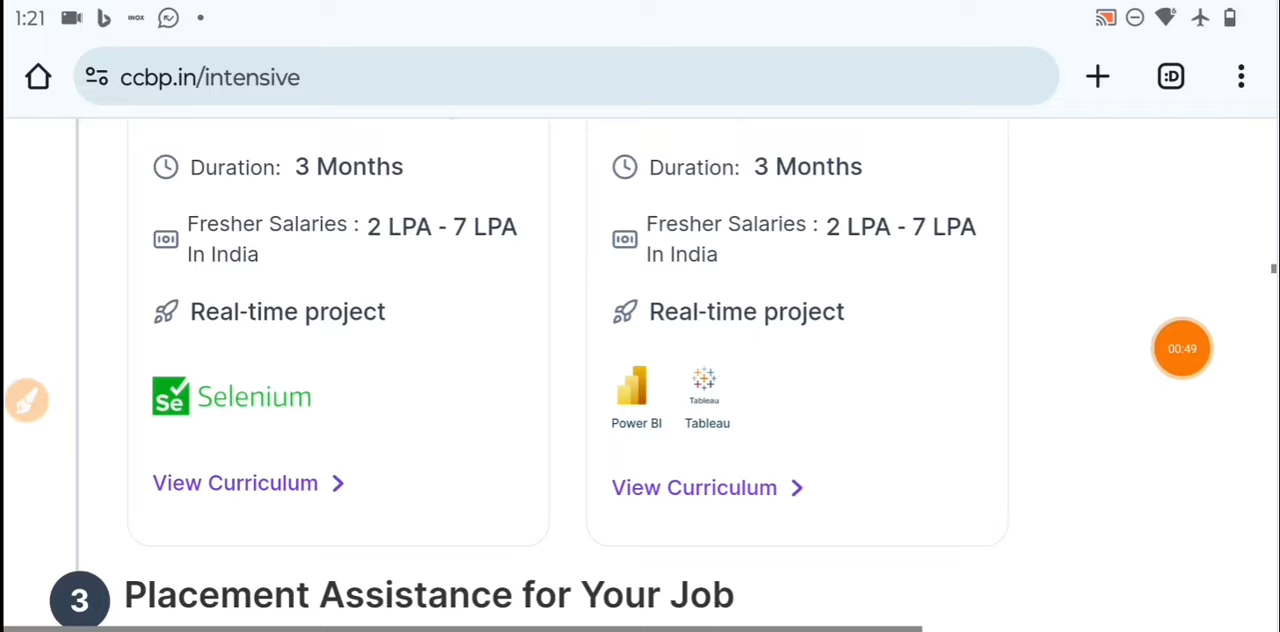 1:21
INOX
ccbp.in/intensive
:D
Duration: 3 Months
Fresher Salaries : 2 LPA - 7 LPA
In India
Real-time project
Se Selenium
View Curriculum
Duration: 3 Months
Fresher Salaries : 2 LPA - 7 LPA
In India
Real-time project
Tableau
Power BI Tableau
View Curriculum
00:49
3 Placement Assistance for Your Job